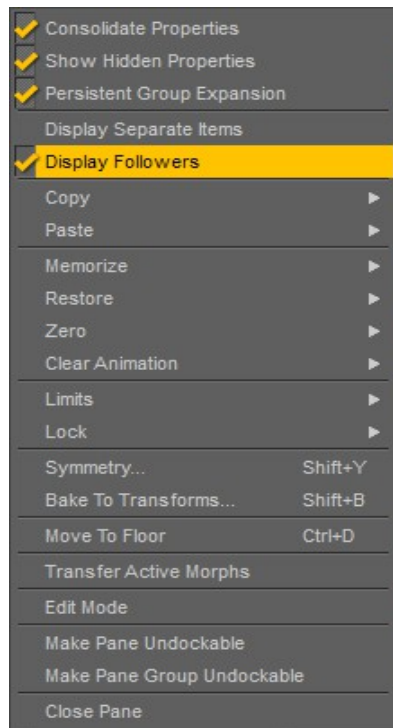 Consolidate Properties
Show Hidden Properties
Persistent Group Expansion
Display Separate Items
Display Followers
Copy
Paste
Memorize
Restore
Zero
Clear Animation
Limits
Lock
Symmetry... Shift+Y
Bake To Transforms... Shift+B
Move To Floor Ctrl+D
Transfer Active Morphs
Edit Mode
Make Pane Undockable
Make Pane Group Undockable
Close Pane